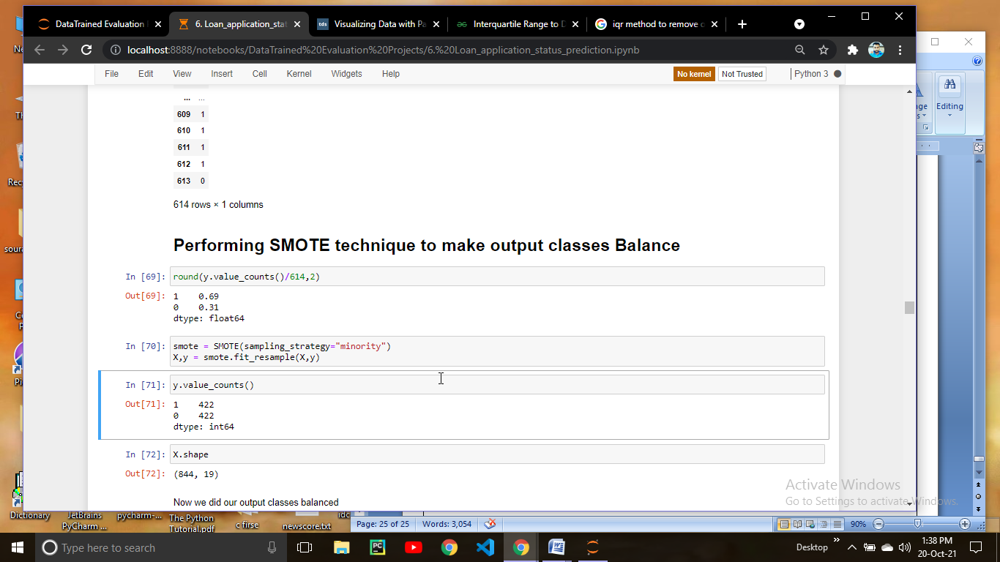 DataTrained Evaluation
6. Loan_application_stat
tds Visualizing Data with Pa
Interquartile Range to D
iqr method to remove o
localhost:8888/notebooks/DataTrained%20Evaluation%20Projects/6.%20Loan_application_status_prediction.ipynb
File Edit View Insert Cell Kernel Widgets Help No kernel Not Trusted Python 3
Editing
... ...
609 1
610 1
611 1
612 1
613 0
614 rows × 1 columns
Performing SMOTE technique to make output classes Balance
In [69]: round(y.value_counts()/614,2)
Out[69]: 1 0.69
0 0.31
dtype: float64
In [70]: smote = SMOTE(sampling_strategy="minority")
X,y = smote.fit_resample(X,y)
In [71]: y.value_counts()
Out[71]: 1 422
0 422
dtype: int64
In [72]: X.shape
Out[72]: (844, 19)
Now we did our output classes balanced
Activate Windows
Go to Settings to activate Windows.
Dictionary
JetBrains
PyCharm ...
pycharm-...
The Python
Tutorial.pdf
c firse
newscore.txt
Page: 25 of 25 Words: 3,054 90%
Type here to search
Desktop
1:38 PM
20-Oct-21